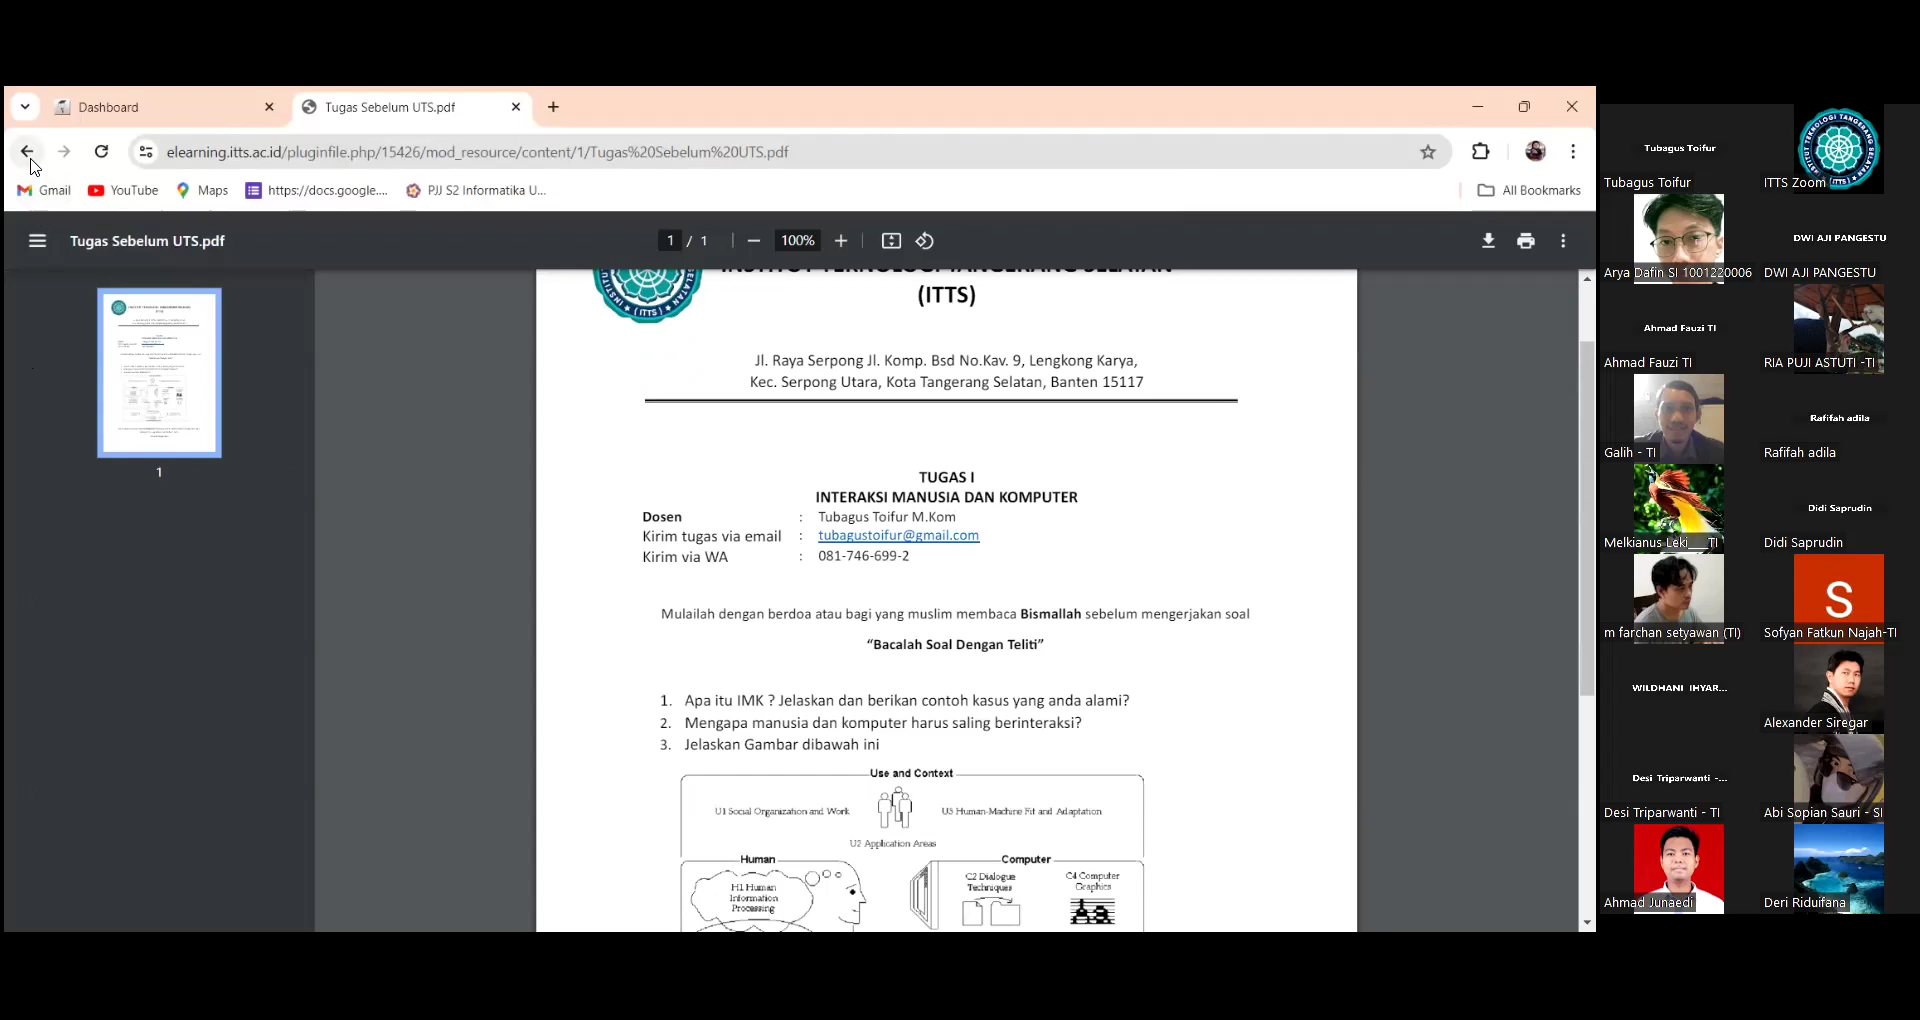 Dashboard
Tugas Sebelum UTS.pdf
elearning.itts.ac.id/pluginfile.php/15426/mod_resource/content/1/Tugas%20Sebelum%20UTS.pdf
Gmail
YouTube
Maps
https://docs.google....
PJJ S2 Informatika U...
All Bookmarks
Tugas Sebelum UTS.pdf
1 / 1
100%
1
INSTITUT TEKNOLOGI TANGERANG SELATAN
(ITTS)
Jl. Raya Serpong Jl. Komp. Bsd No.Kav. 9, Lengkong Karya,
Kec. Serpong Utara, Kota Tangerang Selatan, Banten 15117
TUGAS I
INTERAKSI MANUSIA DAN KOMPUTER
Dosen : Tubagus Toifur M.Kom
Kirim tugas via email : tubagustoifur@gmail.com
Kirim via WA : 081-746-699-2
Mulailah dengan berdoa atau bagi yang muslim membaca Bismallah sebelum mengerjakan soal
“Bacalah Soal Dengan Teliti”
1. Apa itu IMK ? Jelaskan dan berikan contoh kasus yang anda alami?
2. Mengapa manusia dan komputer harus saling berinteraksi?
3. Jelaskan Gambar dibawah ini
Use and Context
U1 Social Organization and Work
U3 Human-Machine Fit and Adaptation
U2 Application Areas
Human
H1 Human
Information
Processing
Computer
C2 Dialogue
Techniques
C4 Computer
Graphics
Aa
Tubagus Toifur
Tubagus Toifur
ITTS Zoom
Arya Dafin SI 1001220006
DWI AJI PANGESTU
DWI AJI PANGESTU
Ahmad Fauzi TI
Ahmad Fauzi TI
RIA PUJI ASTUTI -TI
Galih - TI
Rafifah adila
Rafifah adila
Melkianus Leki___TI
Didi Saprudin
Didi Saprudin
m farchan setyawan (TI)
S
Sofyan Fatkun Najah-TI
WILDHANI IHYAR...
Alexander Siregar
Desi Triparwanti -...
Desi Triparwanti - TI
Abi Sopian Sauri - SI
Ahmad Junaedi
Deri Riduifana